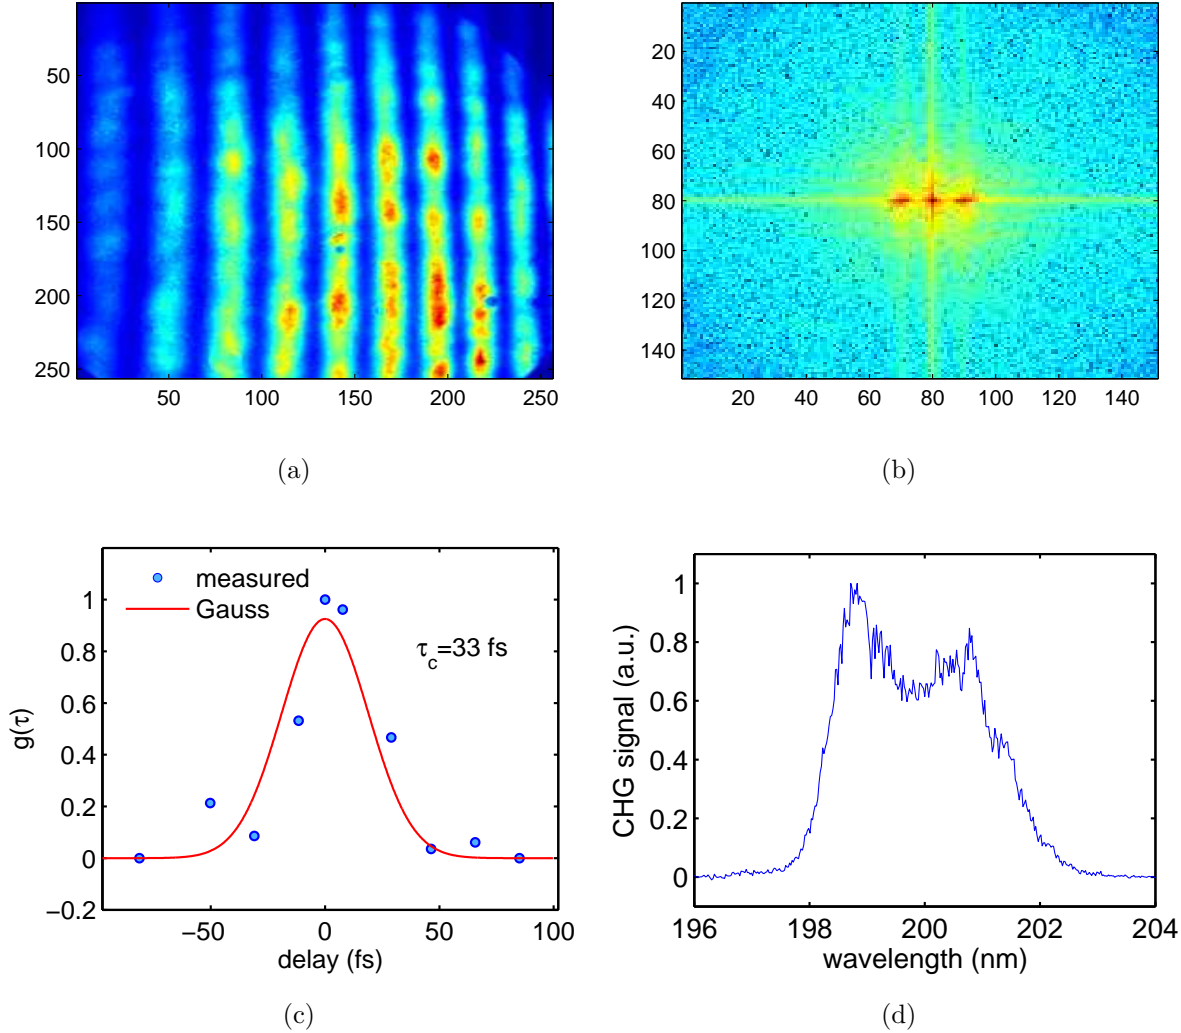 50
100
150
200
250
50 100 150 200 250
(a)
20
40
60
80
100
120
140
20 40 60 80 100 120 140
(b)
measured
Gauss
τc=33 fs
1
0.8
0.6
0.4
0.2
0
−0.2
g(τ)
−50 0 50 100
delay (fs)
(c)
1
0.8
0.6
0.4
0.2
0
CHG signal (a.u.)
196 198 200 202 204
wavelength (nm)
(d)